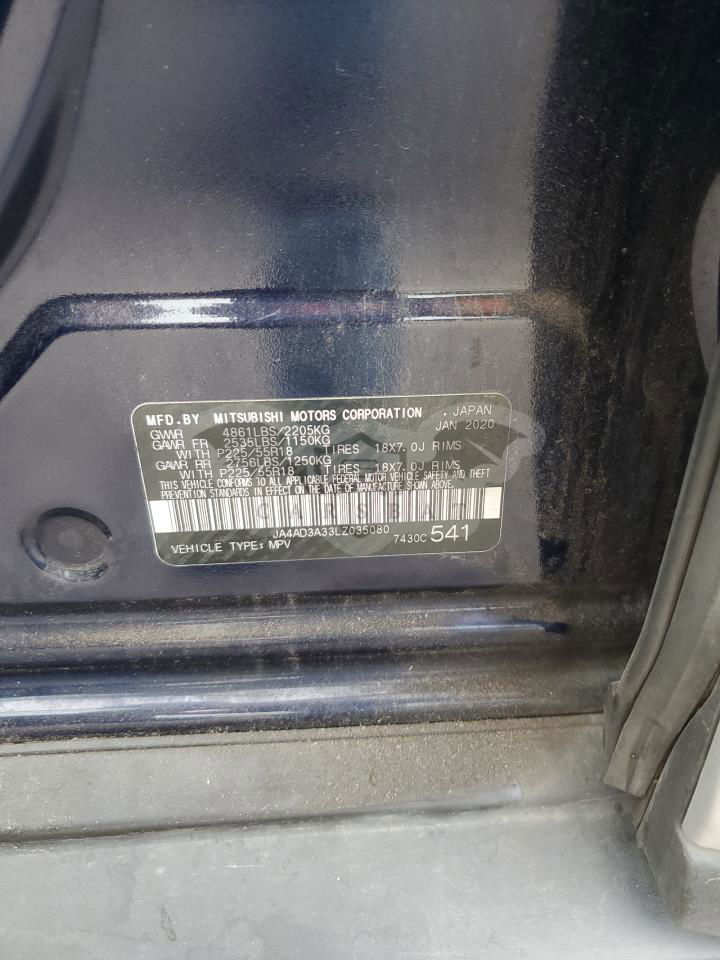 MFD.BY MITSUBISHI MOTORS CORPORATION . JAPAN
GVWR 4861LBS/2205KG JAN 2020
GAWR FR 2535LBS/1150KG
WITH P225/55R18 TIRES 18X7.0J RIMS
GAWR RR 2756LBS/1250KG
WITH P225/55R18 TIRES 18X7.0J RIMS
THIS VEHICLE CONFORMS TO ALL APPLICABLE FEDERAL MOTOR VEHICLE SAFETY AND THEFT
PREVENTION STANDARDS IN EFFECT ON THE DATE OF MANUFACTURE SHOWN ABOVE.
CARSBAH
JA4AD3A33LZ035080
VEHICLE TYPE: MPV 7430C 541